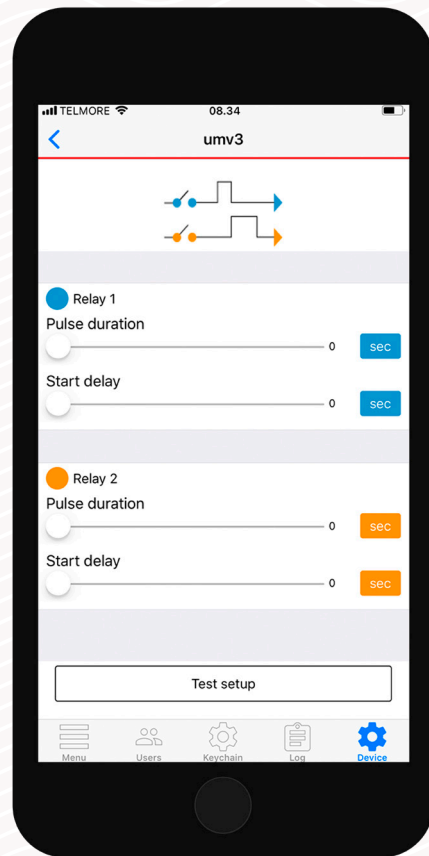 TELMORE 08.34
umv3
Relay 1
Pulse duration
0 sec
Start delay
0 sec
Relay 2
Pulse duration
0 sec
Start delay
0 sec
Test setup
Menu Users Keychain Log Device